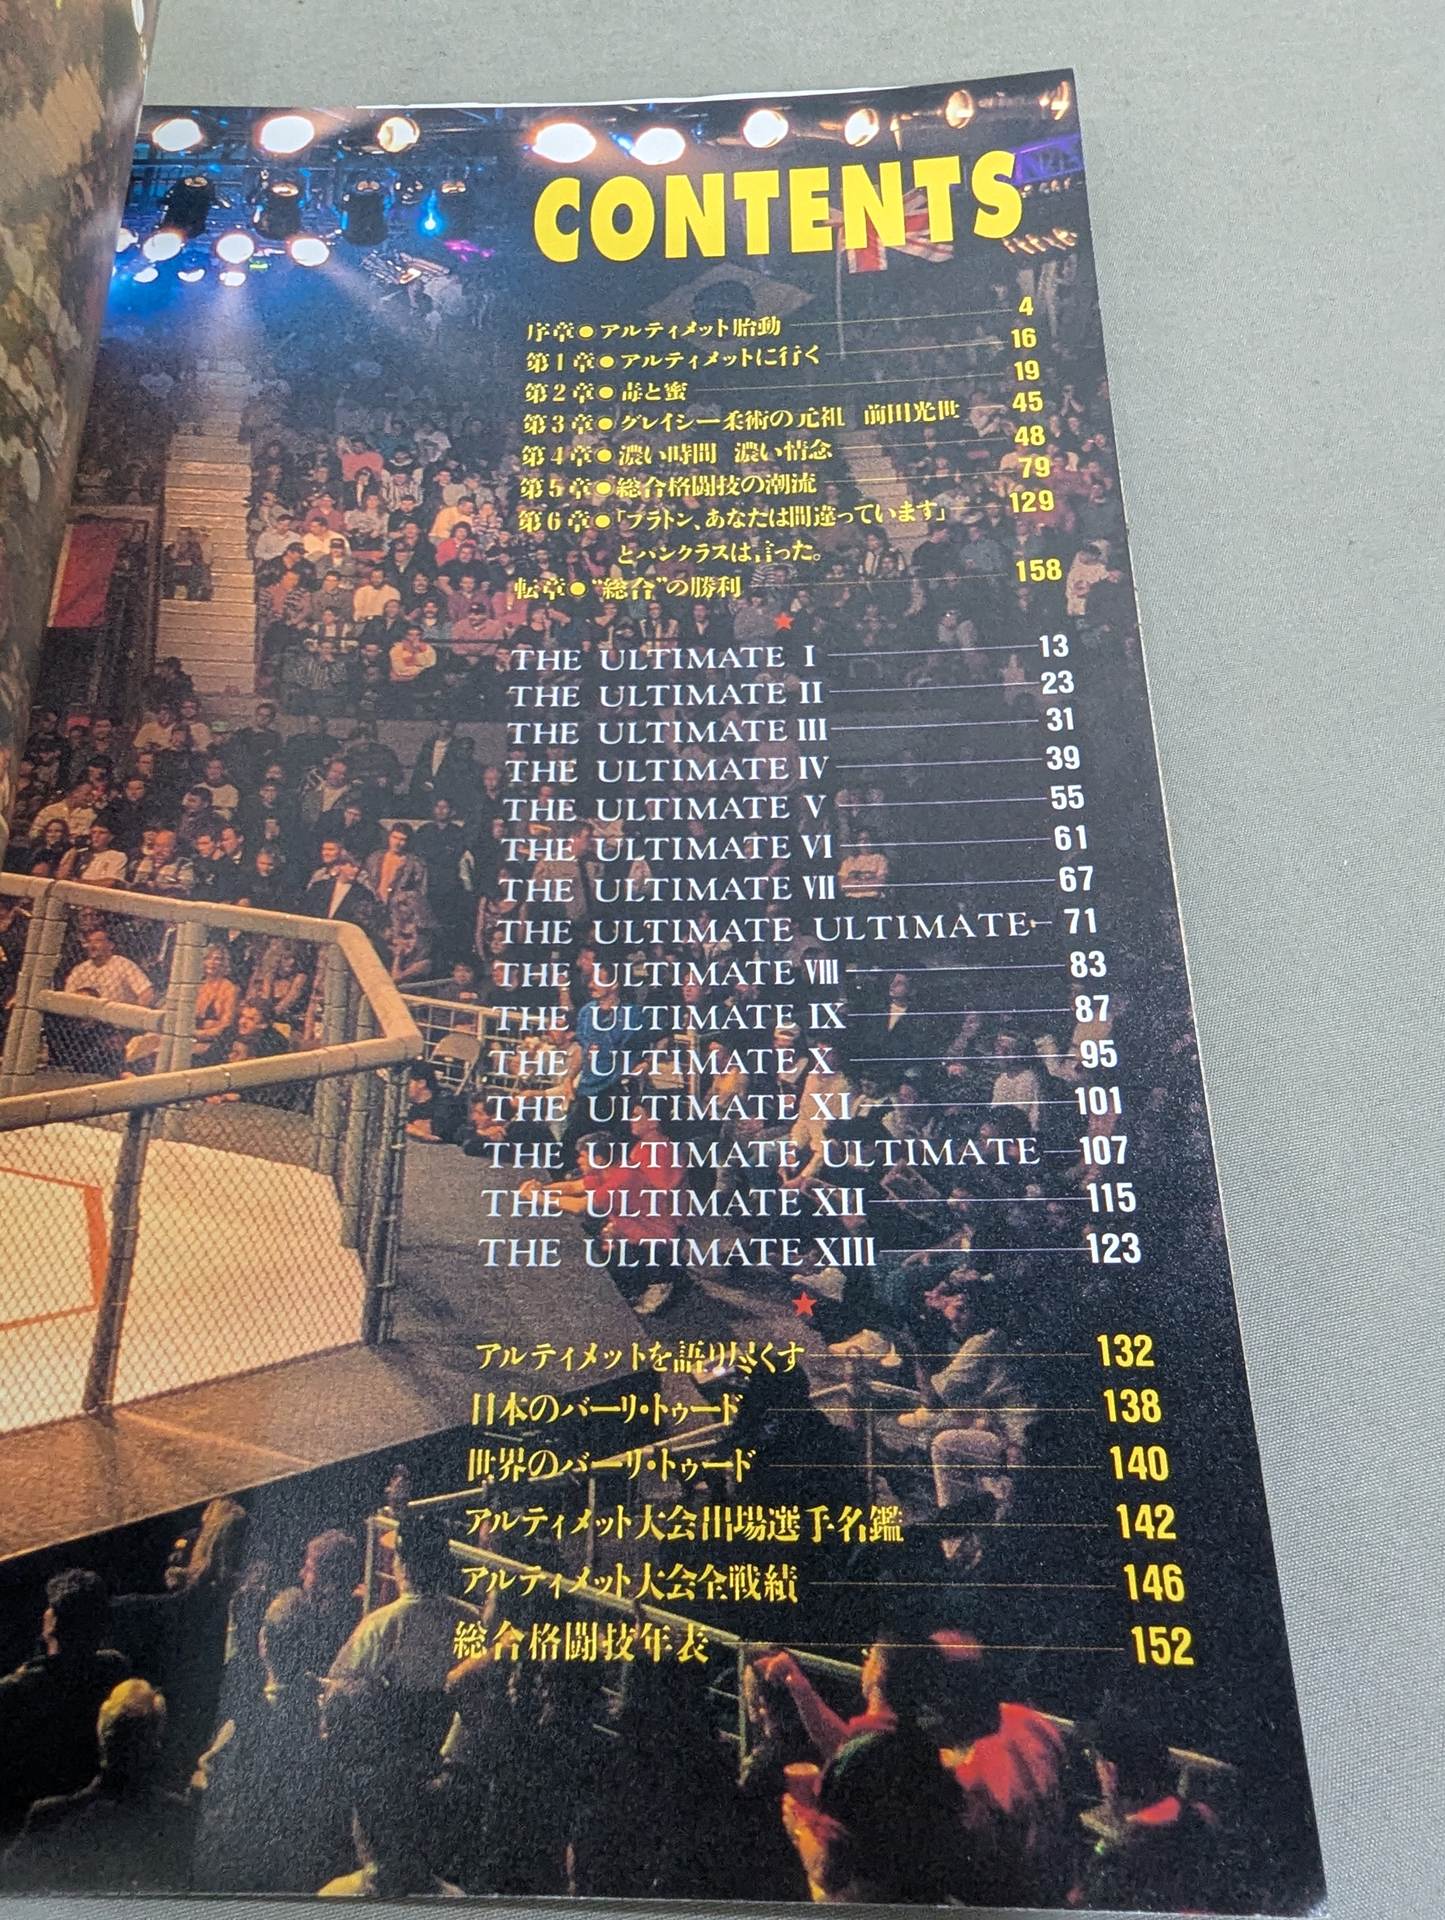 CONTENTS
序章●アルティメット胎動 4
第1章●アルティメットに行く 16
第2章●毒と蜜 19
第3章●グレイシー柔術の元祖 前田光世 45
第4章●濃い時間 濃い情念 48
第5章●総合格闘技の潮流 79
第6章●「プラトン、あなたは間違っています」 129
とパンクラスは言った。
転章●“総合”の勝利 158
★
THE ULTIMATE I 13
THE ULTIMATE II 23
THE ULTIMATE III 31
THE ULTIMATE IV 39
THE ULTIMATE V 55
THE ULTIMATE VI 61
THE ULTIMATE VII 67
THE ULTIMATE ULTIMATE 71
THE ULTIMATE VIII 83
THE ULTIMATE IX 87
THE ULTIMATE X 95
THE ULTIMATE XI 101
THE ULTIMATE ULTIMATE 107
THE ULTIMATE XII 115
THE ULTIMATE XIII 123
★
アルティメットを語り尽くす 132
日本のバーリ・トゥード 138
世界のバーリ・トゥード 140
アルティメット大会出場選手名鑑 142
アルティメット大会全戦績 146
総合格闘技年表 152